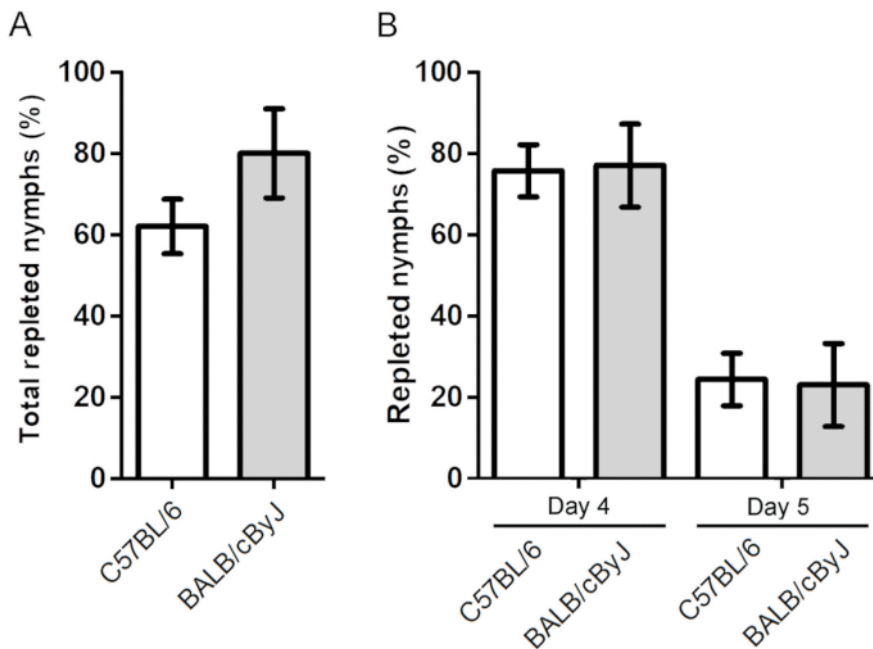 A
Total repleted nymphs (%)
100
80
60
40
20
0
C57BL/6
BALB/cByJ
B
Repleted nymphs (%)
100
80
60
40
20
0
Day 4
Day 5
C57BL/6
BALB/cByJ
C57BL/6
BALB/cByJ